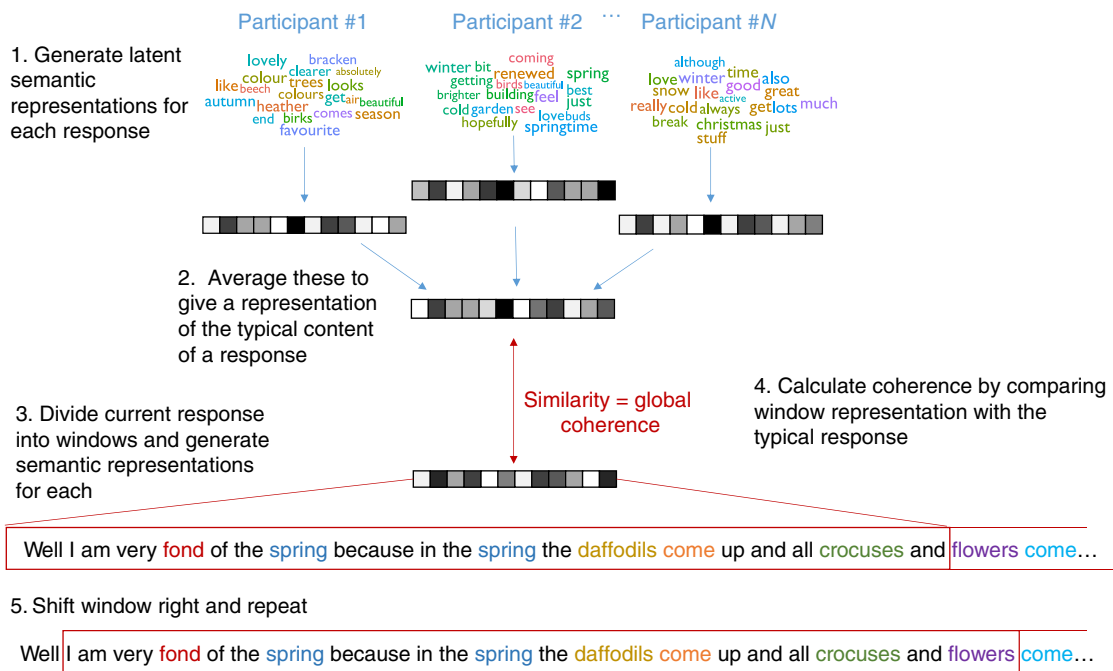 Participant #1
Participant #2
...
Participant #N
1. Generate latent
semantic
representations for
each response
lovely
bracken
clearer
absolutely
colour
trees
looks
like
beech
colours
get
air
beautiful
autumn
heather
comes
season
end
birks
favourite
coming
winter
bit
renewed
spring
getting
birds
beautiful
best
brighter
building
feel
just
cold
garden
see
love
buds
hopefully
springtime
although
love
winter
time
also
good
snow
like
active
great
really
cold
always
get
lots
much
break
christmas
just
stuff
2. Average these to
give a representation
of the typical content
of a response
3. Divide current response
into windows and generate
semantic representations
for each
Similarity = global
coherence
4. Calculate coherence by comparing
window representation with the
typical response
Well I am very fond of the spring because in the spring the daffodils come up and all crocuses and flowers come...
5. Shift window right and repeat
Well I am very fond of the spring because in the spring the daffodils come up and all crocuses and flowers come...